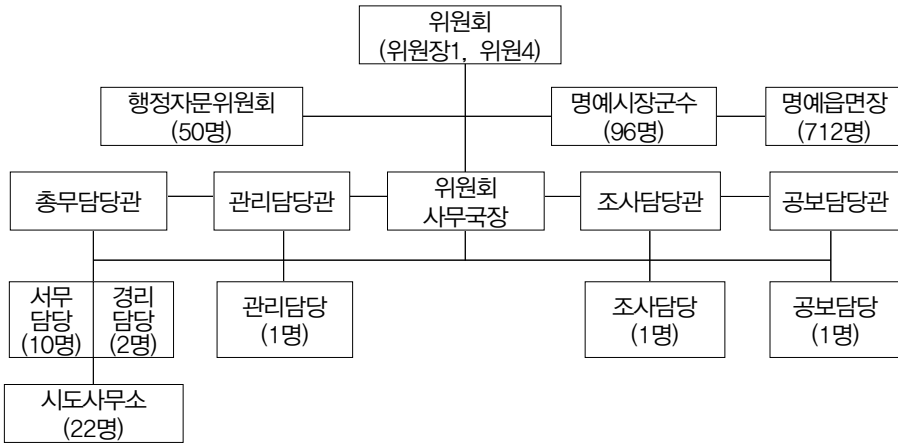 위원회
(위원장1, 위원4)
행정자문위원회
(50명)
명예시장군수
(96명)
명예읍면장
(712명)
총무담당관
관리담당관
위원회
사무국장
조사담당관
공보담당관
서무
담당
(10명)
경리
담당
(2명)
관리담당
(1명)
조사담당
(1명)
공보담당
(1명)
시도사무소
(22명)